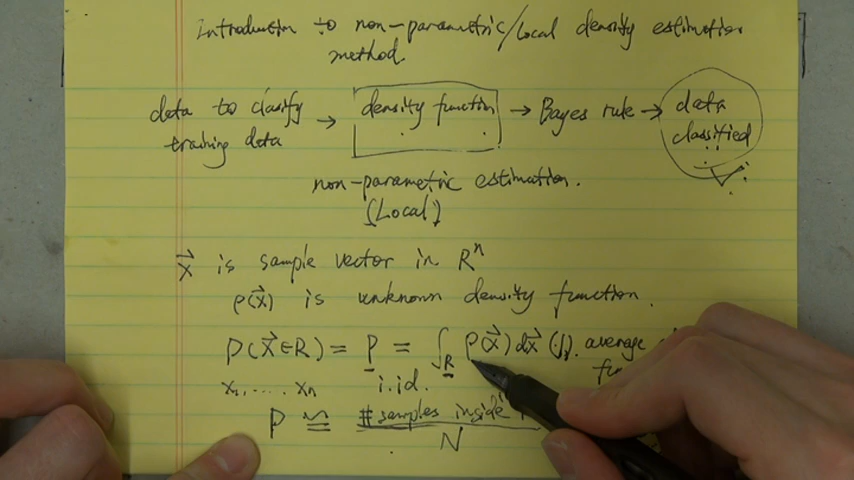 Introduction to non-parametric/Local density estimation
method.
data to clasify
training data → density function → Bayes rule → data
classified
non-parametric estimation.
(Local)
x⃗ is sample vector in Rⁿ
ρ(x⃗) is unknown density function.
P(x⃗∈R) = P = ∫_R ρ(x⃗)dx⃗ (1). average
x₁, .... xₙ i.i.d.
P ≌ # samples inside
N